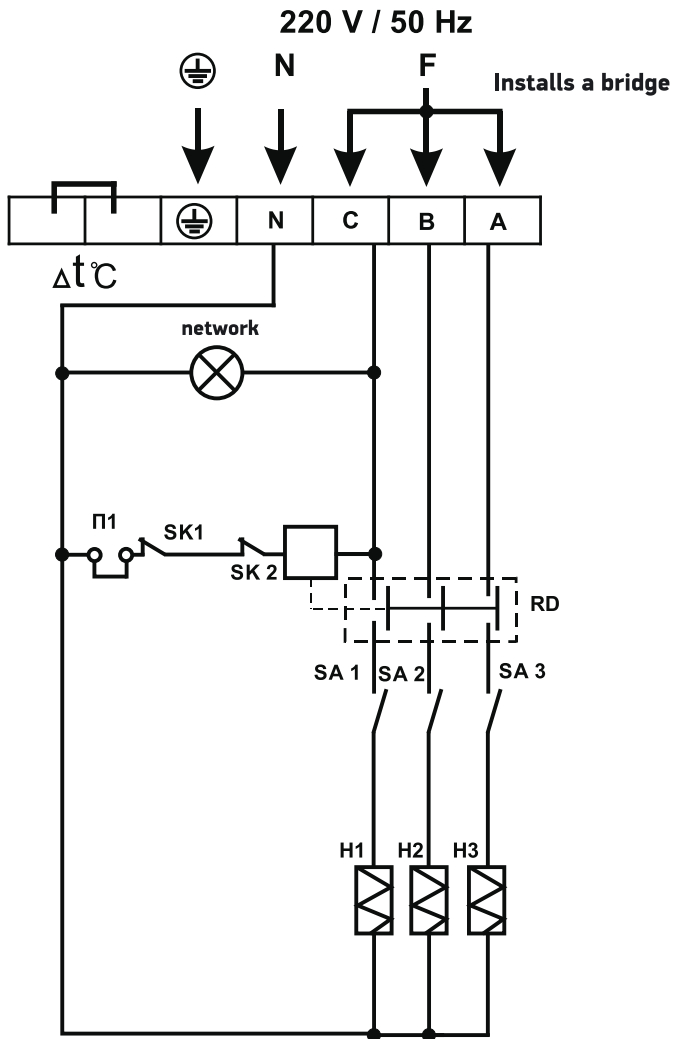 220 V / 50 Hz
N
F
Installs a bridge
N
C
B
A
Δt°C
network
П1
SK1
SK 2
RD
SA 1
SA 2
SA 3
H1
H2
H3